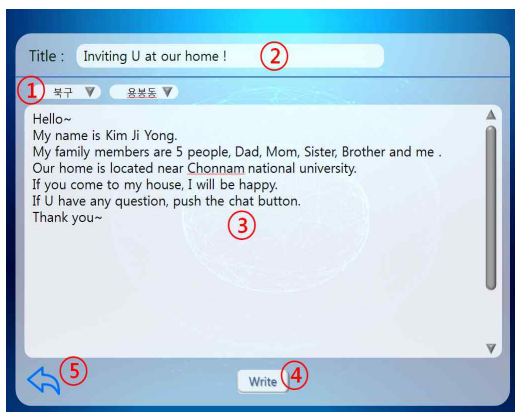 Title : Inviting U at our home ! ②
① 북구 ▼ 용봉동 ▼
Hello~
My name is Kim Ji Yong.
My family members are 5 people, Dad, Mom, Sister, Brother and me .
Our home is located near Chonnam national university.
If you come to my house, I will be happy.
If U have any question, push the chat button.
Thank you~
③
⑤ Write ④